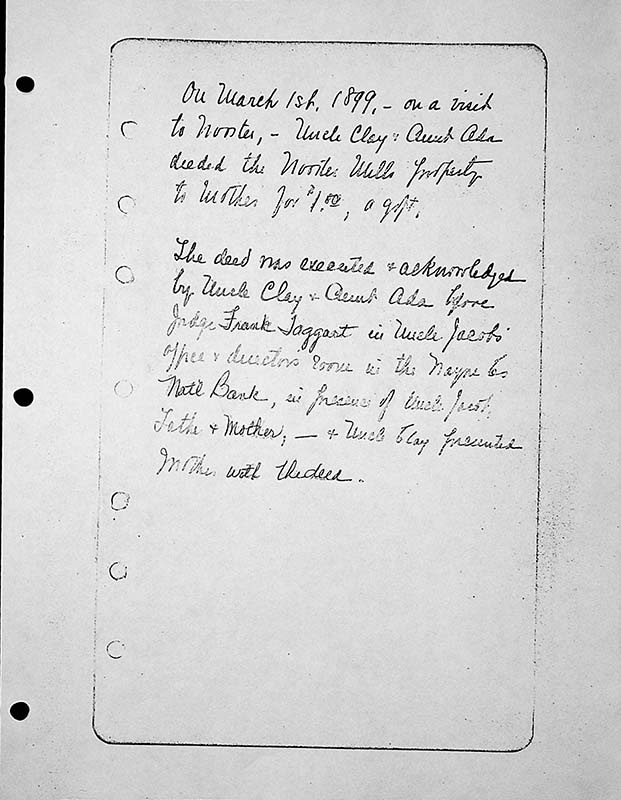 On March 1st, 1899, - on a visit
to Wooster, - Uncle Clay & Aunt Ada
deeded the Wooster Mills property
to Mother for $1.00, a gift.
The deed was executed & acknowledged
by Uncle Clay & Aunt Ada before
Judge Frank Taggart in Uncle Jacob's
office & directors room in the Wayne Co
Nat'l Bank, in presence of Uncle Jacob,
Father & Mother, - & Uncle Clay presented
Mother with the deed.